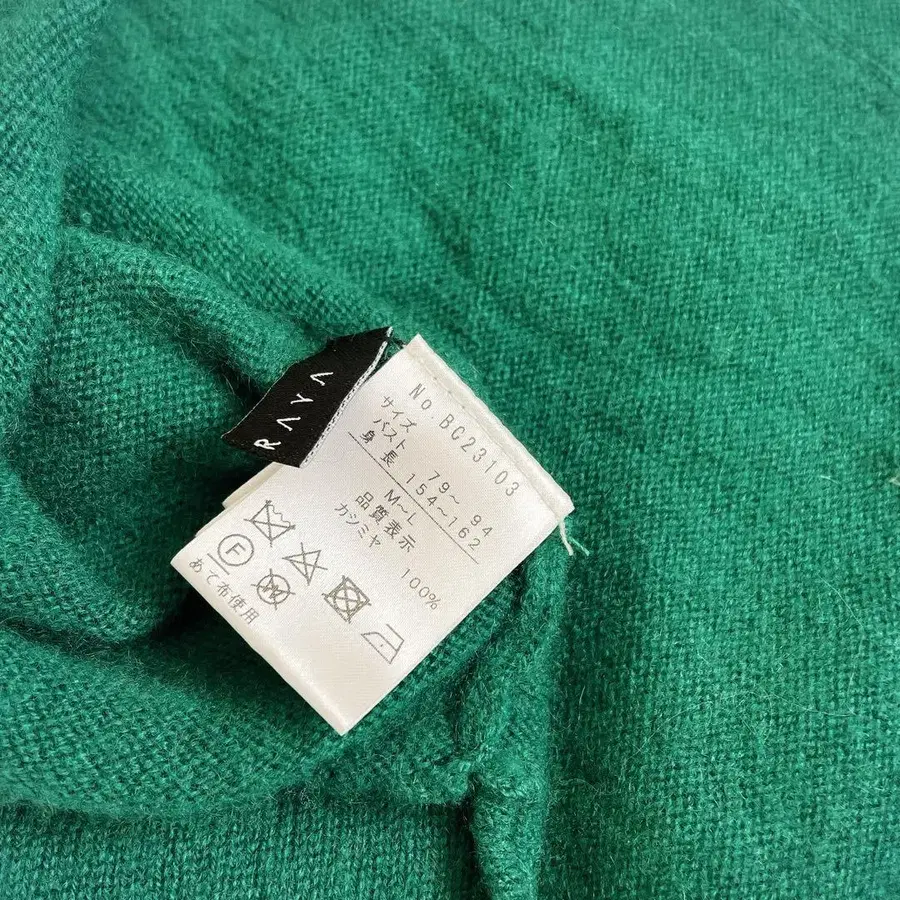 RAYA
No.BC23103
サイズ
バスト 79～ 94
身 長 154～162
M～L
品質表示
カシミヤ 100%
F
W
あて布使用